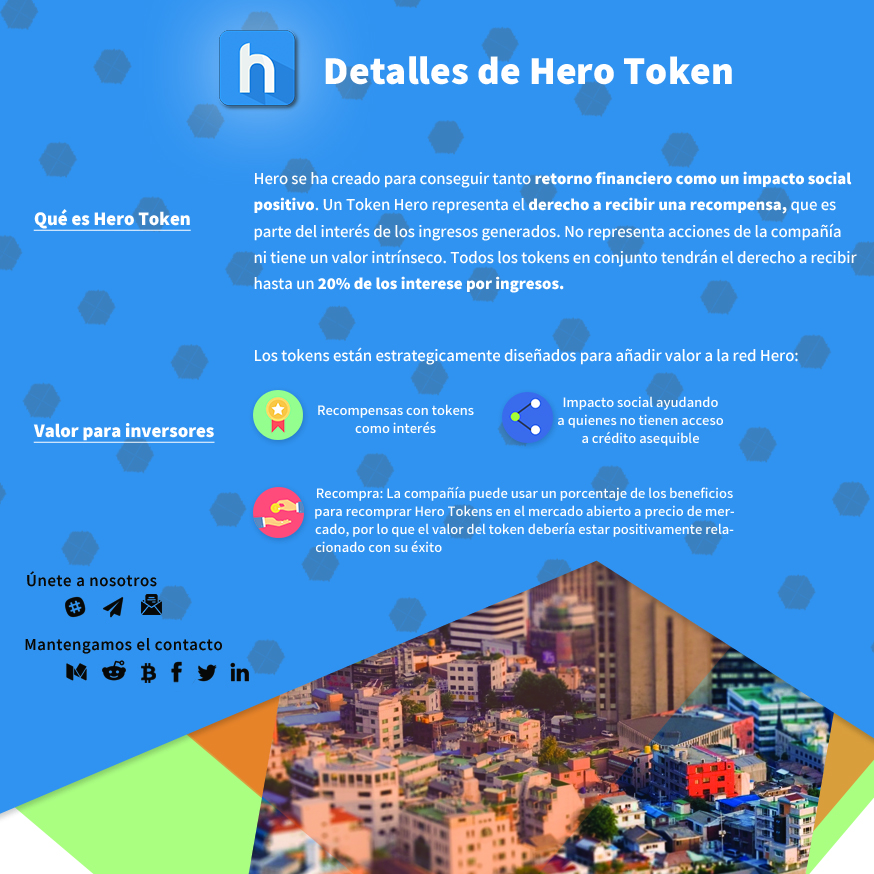 h
Detalles de Hero Token
Qué es Hero Token
Hero se ha creado para conseguir tanto retorno financiero como un impacto social
positivo. Un Token Hero representa el derecho a recibir una recompensa, que es
parte del interés de los ingresos generados. No representa acciones de la compañía
ni tiene un valor intrínseco. Todos los tokens en conjunto tendrán el derecho a recibir
hasta un 20% de los interese por ingresos.
Valor para inversores
Los tokens están estrategicamente diseñados para añadir valor a la red Hero:
Recompensas con tokens
como interés
Impacto social ayudando
a quienes no tienen acceso
a crédito asequible
Recompra: La compañía puede usar un porcentaje de los beneficios
para recomprar Hero Tokens en el mercado abierto a precio de mer-
cado, por lo que el valor del token debería estar positivamente rela-
cionado con su éxito
Únete a nosotros
Mantengamos el contacto